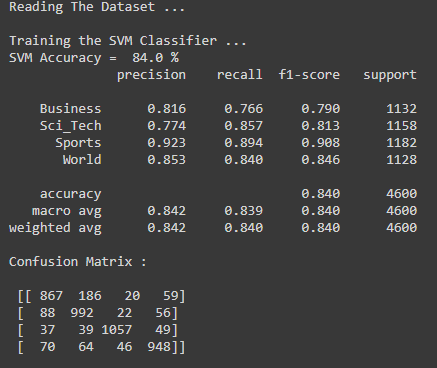 Reading The Dataset ...
Training the SVM Classifier ...
SVM Accuracy =  84.0 %
precision    recall  f1-score   support
Business      0.816     0.766     0.790      1132
Sci_Tech      0.774     0.857     0.813      1158
Sports      0.923     0.894     0.908      1182
World      0.853     0.840     0.846      1128
accuracy                          0.840      4600
macro avg      0.842     0.839     0.840      4600
weighted avg      0.842     0.840     0.840      4600
Confusion Matrix :
[[ 867  186   20   59]
[  88  992   22   56]
[  37   39 1057   49]
[  70   64   46  948]]